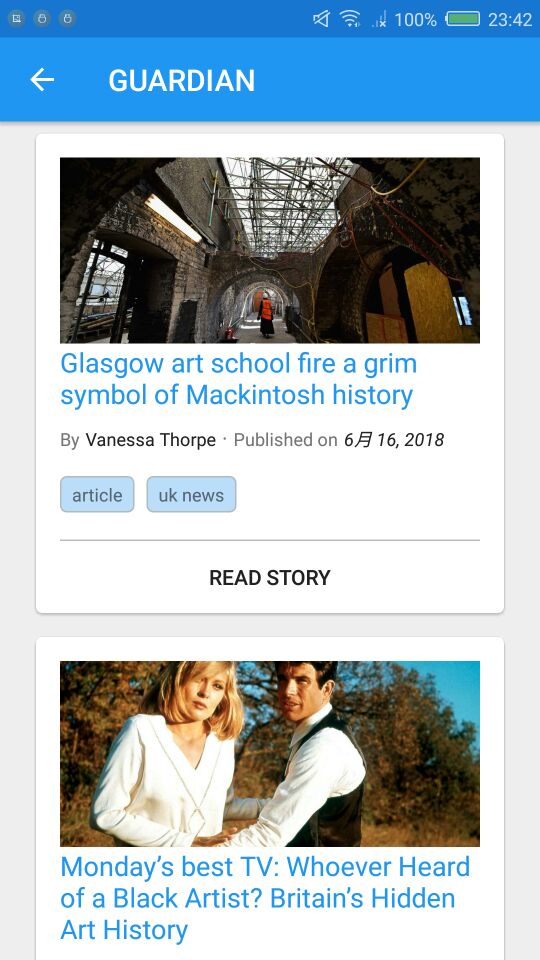 100% 23:42
GUARDIAN
Glasgow art school fire a grim
symbol of Mackintosh history
By Vanessa Thorpe · Published on 6月 16, 2018
article uk news
READ STORY
Monday’s best TV: Whoever Heard
of a Black Artist? Britain’s Hidden
Art History